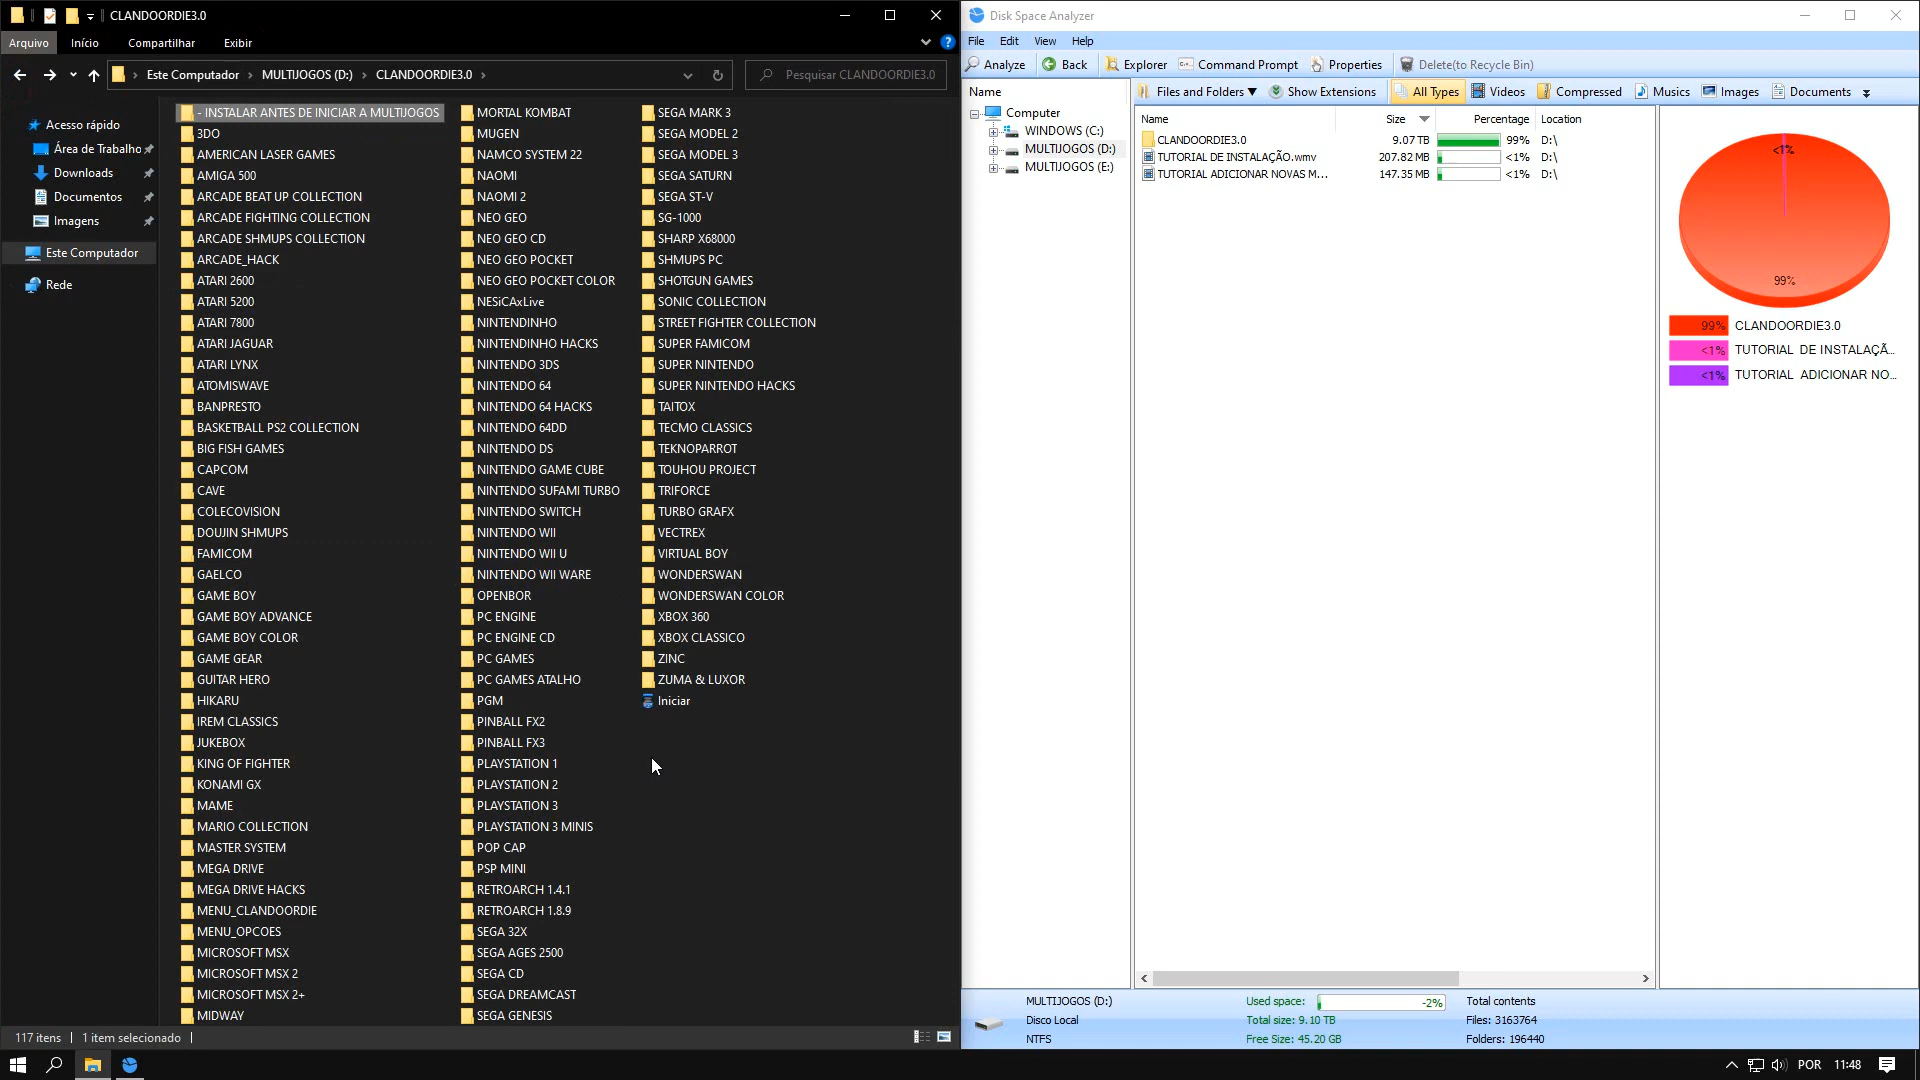 CLANDOORDIE3.0
Arquivo
Início
Compartilhar
Exibir
Este Computador
MULTIJOGOS (D:)
CLANDOORDIE3.0
Pesquisar CLANDOORDIE3.0
Acesso rápido
Área de Trabalho
Downloads
Documentos
Imagens
Este Computador
Rede
- INSTALAR ANTES DE INICIAR A MULTIJOGOS
3DO
AMERICAN LASER GAMES
AMIGA 500
ARCADE BEAT UP COLLECTION
ARCADE FIGHTING COLLECTION
ARCADE SHMUPS COLLECTION
ARCADE_HACK
ATARI 2600
ATARI 5200
ATARI 7800
ATARI JAGUAR
ATARI LYNX
ATOMISWAVE
BANPRESTO
BASKETBALL PS2 COLLECTION
BIG FISH GAMES
CAPCOM
CAVE
COLECOVISION
DOUJIN SHMUPS
FAMICOM
GAELCO
GAME BOY
GAME BOY ADVANCE
GAME BOY COLOR
GAME GEAR
GUITAR HERO
HIKARU
IREM CLASSICS
JUKEBOX
KING OF FIGHTER
KONAMI GX
MAME
MARIO COLLECTION
MASTER SYSTEM
MEGA DRIVE
MEGA DRIVE HACKS
MENU_CLANDOORDIE
MENU_OPCOES
MICROSOFT MSX
MICROSOFT MSX 2
MICROSOFT MSX 2+
MIDWAY
MORTAL KOMBAT
MUGEN
NAMCO SYSTEM 22
NAOMI
NAOMI 2
NEO GEO
NEO GEO CD
NEO GEO POCKET
NEO GEO POCKET COLOR
NESiCAxLive
NINTENDINHO
NINTENDINHO HACKS
NINTENDO 3DS
NINTENDO 64
NINTENDO 64 HACKS
NINTENDO 64DD
NINTENDO DS
NINTENDO GAME CUBE
NINTENDO SUFAMI TURBO
NINTENDO SWITCH
NINTENDO WII
NINTENDO WII U
NINTENDO WII WARE
OPENBOR
PC ENGINE
PC ENGINE CD
PC GAMES
PC GAMES ATALHO
PGM
PINBALL FX2
PINBALL FX3
PLAYSTATION 1
PLAYSTATION 2
PLAYSTATION 3
PLAYSTATION 3 MINIS
POP CAP
PSP MINI
RETROARCH 1.4.1
RETROARCH 1.8.9
SEGA 32X
SEGA AGES 2500
SEGA CD
SEGA DREAMCAST
SEGA GENESIS
SEGA MARK 3
SEGA MODEL 2
SEGA MODEL 3
SEGA SATURN
SEGA ST-V
SG-1000
SHARP X68000
SHMUPS PC
SHOTGUN GAMES
SONIC COLLECTION
STREET FIGHTER COLLECTION
SUPER FAMICOM
SUPER NINTENDO
SUPER NINTENDO HACKS
TAITOX
TECMO CLASSICS
TEKNOPARROT
TOUHOU PROJECT
TRIFORCE
TURBO GRAFX
VECTREX
VIRTUAL BOY
WONDERSWAN
WONDERSWAN COLOR
XBOX 360
XBOX CLASSICO
ZINC
ZUMA & LUXOR
Iniciar
117 itens
1 item selecionado
Disk Space Analyzer
File Edit View Help
Analyze Back Explorer Command Prompt Properties Delete(to Recycle Bin)
Name
Computer
WINDOWS (C:)
MULTIJOGOS (D:)
MULTIJOGOS (E:)
Files and Folders Show Extensions All Types Videos Compressed Musics Images Documents
Name Size Percentage Location
CLANDOORDIE3.0 9.07 TB 99% D:\
TUTORIAL DE INSTALAÇÃO.wmv 207.82 MB <1% D:\
TUTORIAL ADICIONAR NOVAS M... 147.35 MB <1% D:\
<1%
99%
99% CLANDOORDIE3.0
<1% TUTORIAL DE INSTALAÇÃ...
<1% TUTORIAL ADICIONAR NO...
MULTIJOGOS (D:)
Disco Local
NTFS
Used space: -2%
Total size: 9.10 TB
Free Size: 45.20 GB
Total contents
Files: 3163764
Folders: 196440
POR 11:48